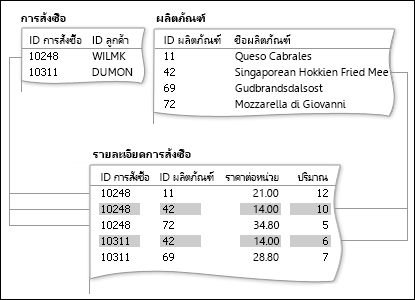 การสั่งซื้อ
ID การสั่งซื้อ ID ลูกค้า
10248 WILMK
10311 DUMON
ผลิตภัณฑ์
ID ผลิตภัณฑ์ ชื่อผลิตภัณฑ์
11 Queso Cabrales
42 Singaporean Hokkien Fried Mee
69 Gudbrandsdalsost
72 Mozzarella di Giovanni
รายละเอียดการสั่งซื้อ
ID การสั่งซื้อ ID ผลิตภัณฑ์ ราคาต่อหน่วย ปริมาณ
10248 11 21.00 12
10248 42 14.00 10
10248 72 34.80 5
10311 42 14.00 6
10311 69 28.80 7